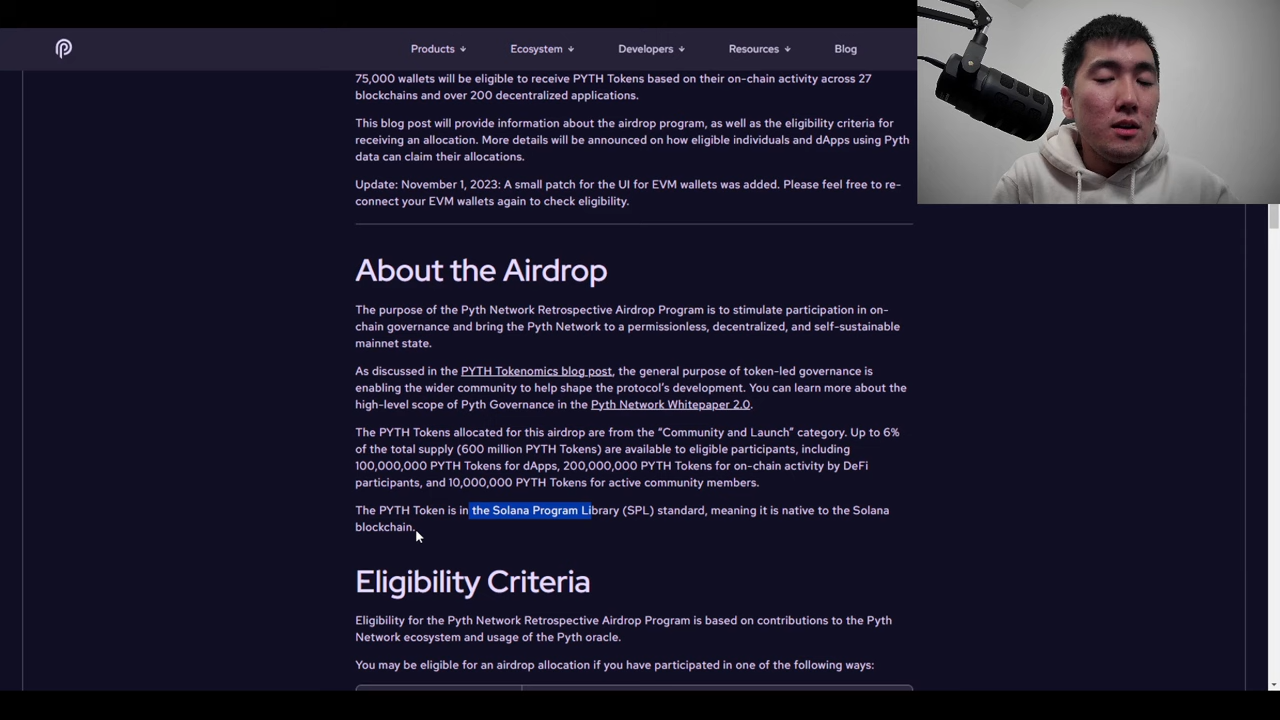 Products
Ecosystem
Developers
Resources
Blog
75,000 wallets will be eligible to receive PYTH Tokens based on their on-chain activity across 27
blockchains and over 200 decentralized applications.
This blog post will provide information about the airdrop program, as well as the eligibility criteria for
receiving an allocation. More details will be announced on how eligible individuals and dApps using Pyth
data can claim their allocations.
Update: November 1, 2023: A small patch for the UI for EVM wallets was added. Please feel free to re-
connect your EVM wallets again to check eligibility.
About the Airdrop
The purpose of the Pyth Network Retrospective Airdrop Program is to stimulate participation in on-
chain governance and bring the Pyth Network to a permissionless, decentralized, and self-sustainable
mainnet state.
As discussed in the PYTH Tokenomics blog post, the general purpose of token-led governance is
enabling the wider community to help shape the protocol's development. You can learn more about the
high-level scope of Pyth Governance in the Pyth Network Whitepaper 2.0.
The PYTH Tokens allocated for this airdrop are from the “Community and Launch” category. Up to 6%
of the total supply (600 million PYTH Tokens) are available to eligible participants, including
100,000,000 PYTH Tokens for dApps, 200,000,000 PYTH Tokens for on-chain activity by DeFi
participants, and 10,000,000 PYTH Tokens for active community members.
The PYTH Token is in the Solana Program Library (SPL) standard, meaning it is native to the Solana
blockchain.
Eligibility Criteria
Eligibility for the Pyth Network Retrospective Airdrop Program is based on contributions to the Pyth
Network ecosystem and usage of the Pyth oracle.
You may be eligible for an airdrop allocation if you have participated in one of the following ways: